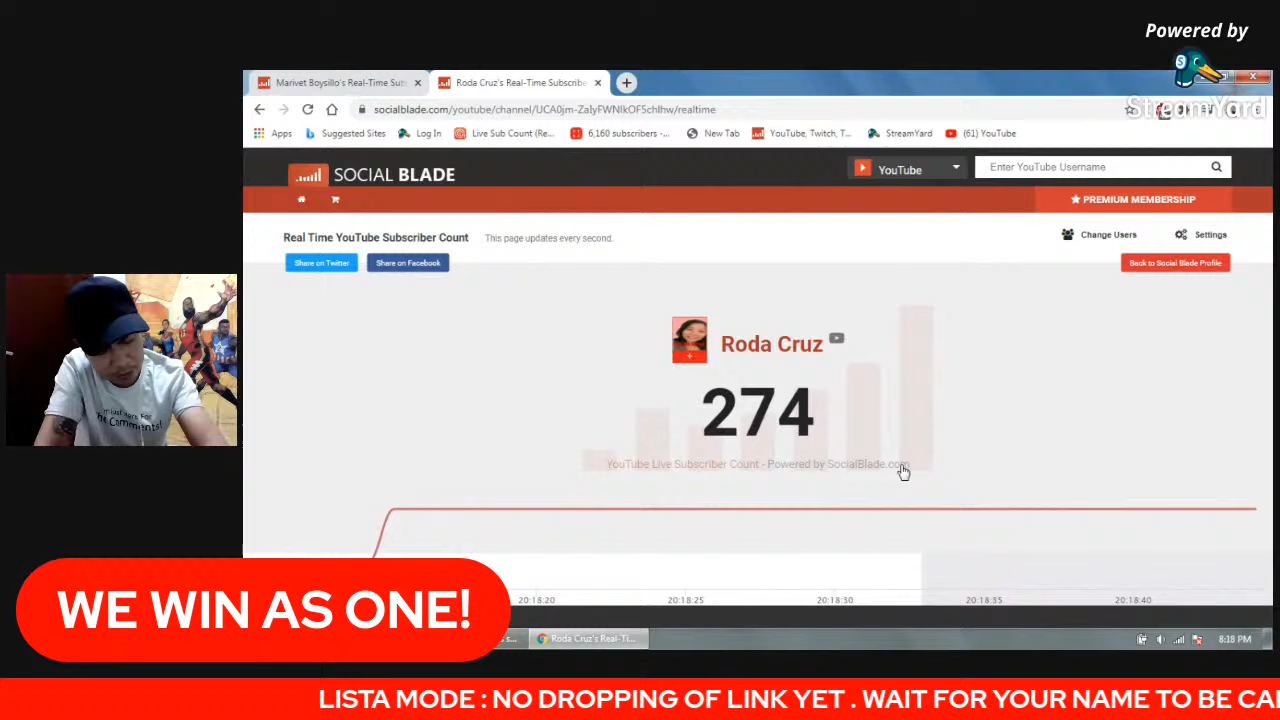 Powered by
StreamYard
Marivet Boysillo's Real-Time Sub
Roda Cruz's Real-Time Subscribe
socialblade.com/youtube/channel/
/realtime
Apps
Suggested Sites
Log In
Live Sub Count (Re...
6,160 subscribers -...
New Tab
YouTube, Twitch, T...
StreamYard
(61) YouTube
SOCIAL BLADE
YouTube
Enter YouTube Username
PREMIUM MEMBERSHIP
Real Time YouTube Subscriber Count
This page updates every second.
Change Users
Settings
Share on Twitter
Share on Facebook
Back to Social Blade Profile
Roda Cruz
274
YouTube Live Subscriber Count - Powered by SocialBlade.com
I'm Just Here For
The Comments!
20:18:20
20:18:25
20:18:30
20:18:35
20:18:40
WE WIN AS ONE!
Roda Cruz's Real-Ti...
8:18 PM
LISTA MODE : NO DROPPING OF LINK YET . WAIT FOR YOUR NAME TO BE CA